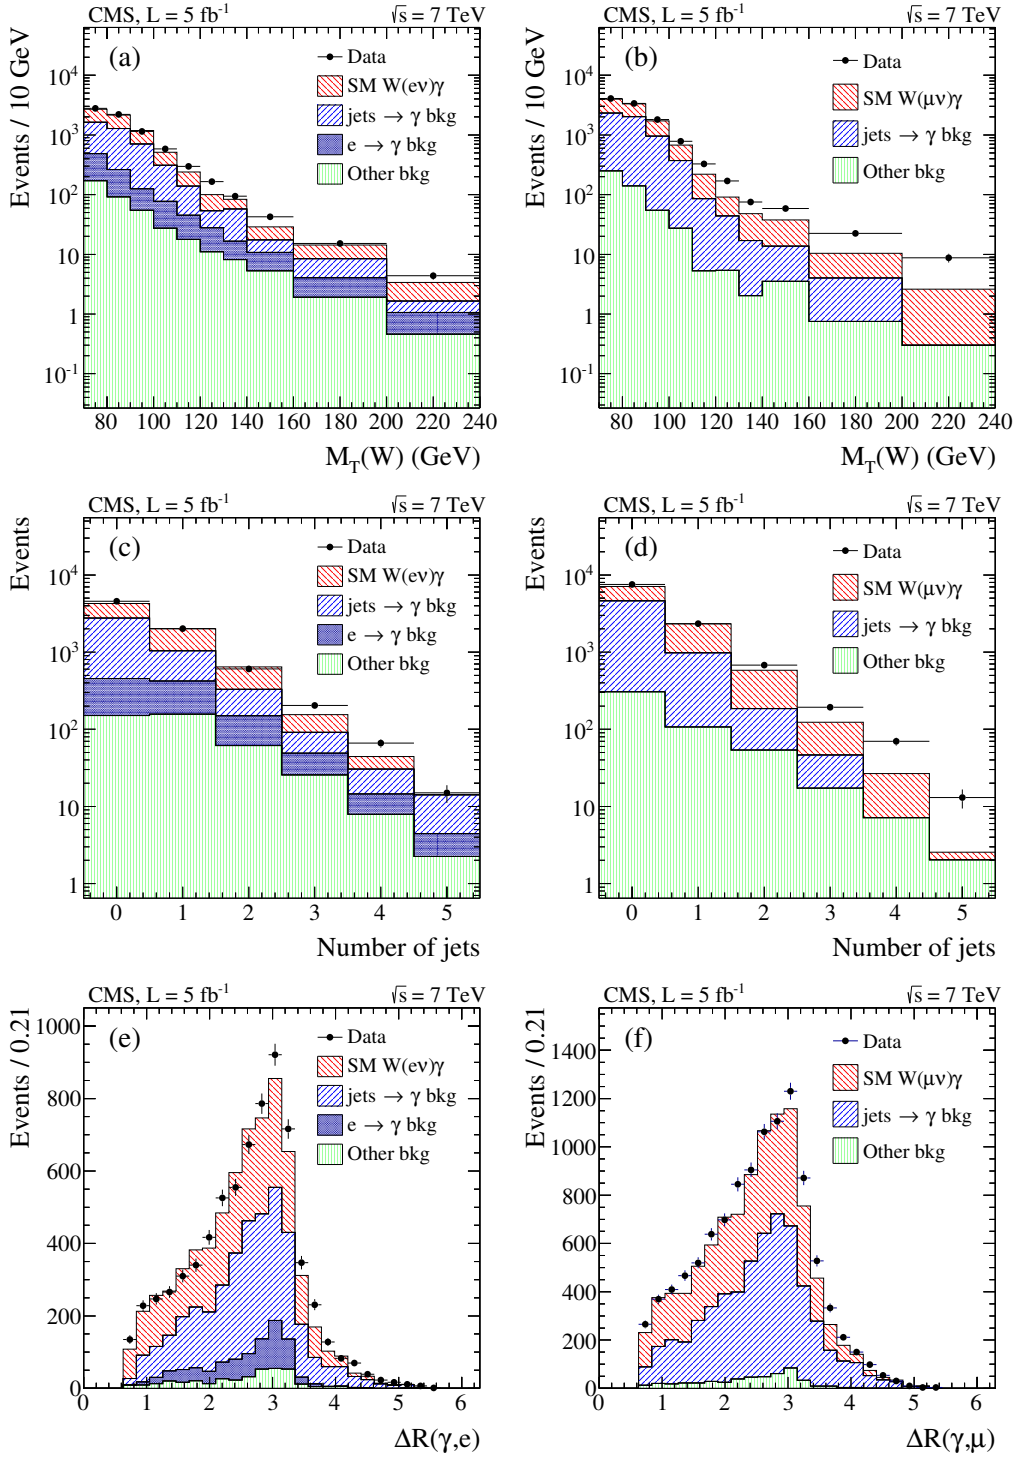 CMS, L = 5 fb⁻¹ √s = 7 TeV
(a)
Data
SM W(eν)γ
jets → γ bkg
e → γ bkg
Other bkg
Events / 10 GeV
10⁴
10³
10²
10
1
10⁻¹
80 100 120 140 160 180 200 220 240
M_T(W) (GeV)
CMS, L = 5 fb⁻¹ √s = 7 TeV
(b)
Data
SM W(μν)γ
jets → γ bkg
Other bkg
Events / 10 GeV
10⁴
10³
10²
10
1
10⁻¹
80 100 120 140 160 180 200 220 240
M_T(W) (GeV)
CMS, L = 5 fb⁻¹ √s = 7 TeV
(c)
Data
SM W(eν)γ
jets → γ bkg
e → γ bkg
Other bkg
Events
10⁴
10³
10²
10
1
0 1 2 3 4 5
Number of jets
CMS, L = 5 fb⁻¹ √s = 7 TeV
(d)
Data
SM W(μν)γ
jets → γ bkg
Other bkg
Events
10⁴
10³
10²
10
1
0 1 2 3 4 5
Number of jets
CMS, L = 5 fb⁻¹ √s = 7 TeV
(e)
Data
SM W(eν)γ
jets → γ bkg
e → γ bkg
Other bkg
Events / 0.21
1000
800
600
400
200
0
0 1 2 3 4 5 6
ΔR(γ,e)
CMS, L = 5 fb⁻¹ √s = 7 TeV
(f)
Data
SM W(μν)γ
jets → γ bkg
Other bkg
Events / 0.21
1400
1200
1000
800
600
400
200
0
0 1 2 3 4 5 6
ΔR(γ,μ)